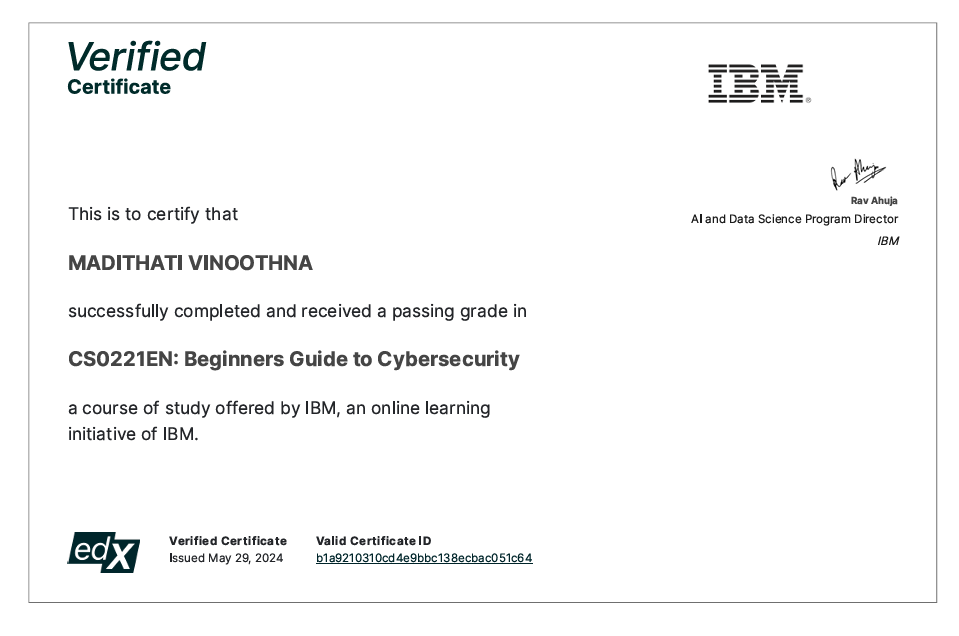 Verified
Certificate
IBM®
Rav Ahuja
AI and Data Science Program Director
IBM
This is to certify that
MADITHATI VINOOTHNA
successfully completed and received a passing grade in
CS0221EN: Beginners Guide to Cybersecurity
a course of study offered by IBM, an online learning
initiative of IBM.
edX
Verified Certificate
Issued May 29, 2024
Valid Certificate ID
b1a9210310cd4e9bbc138ecbac051c64